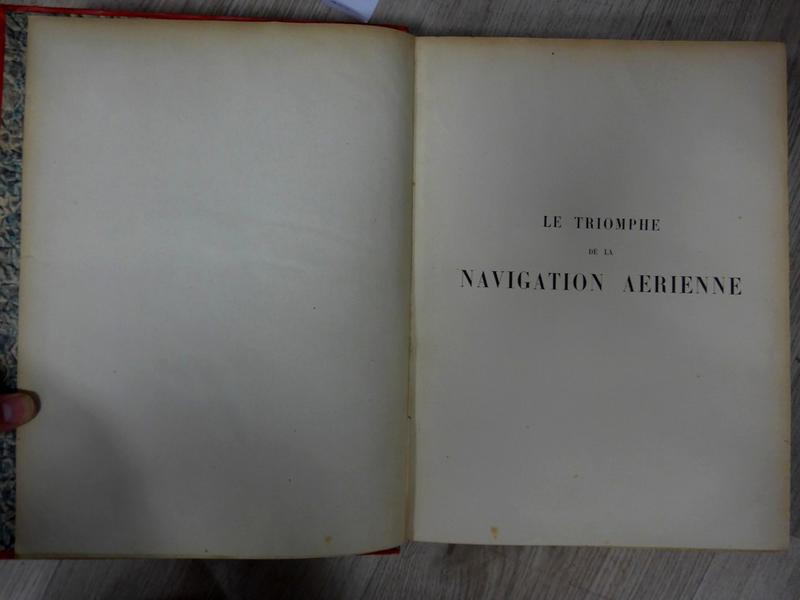 LE TRIOMPHE
DE LA
NAVIGATION AERIENNE